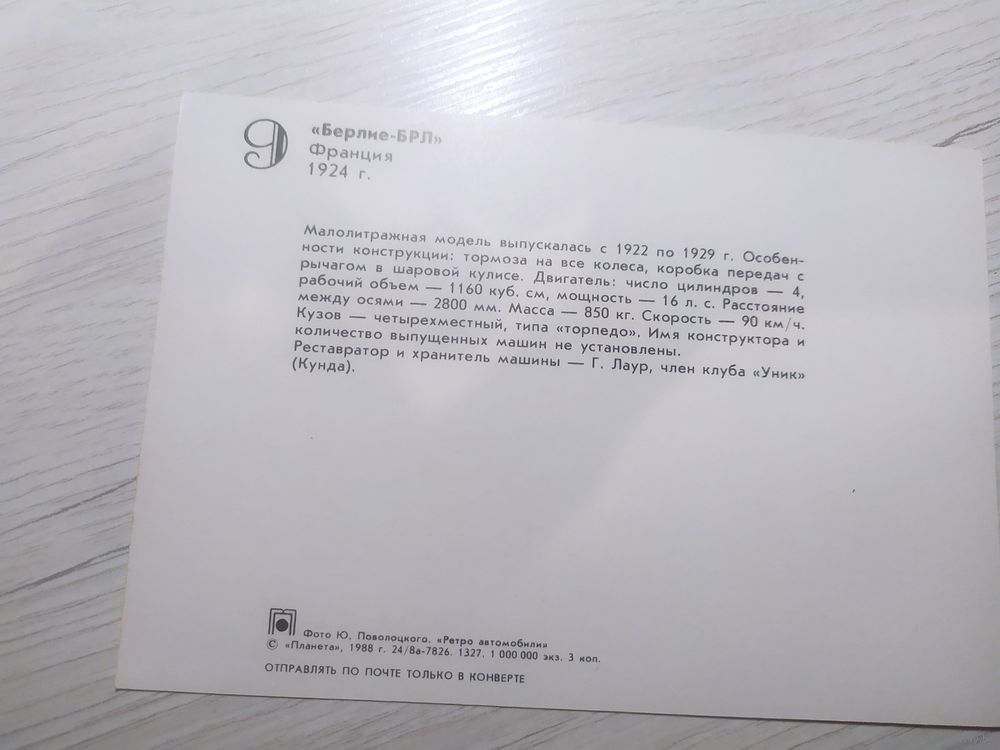 9
«Берлие-БРЛ»
Франция
1924 г.
Малолитражная модель выпускалась с 1922 по 1929 г. Особен-
ности конструкции: тормоза на все колеса, коробка передач с
рычагом в шаровой кулисе. Двигатель: число цилиндров — 4,
рабочий объем — 1160 куб. см, мощность — 16 л. с. Расстояние
между осями — 2800 мм. Масса — 850 кг. Скорость — 90 км/ч.
Кузов — четырехместный, типа «торпедо». Имя конструктора и
количество выпущенных машин не установлены.
Реставратор и хранитель машины — Г. Лаур, член клуба «Уник»
(Кунда).
Фото Ю. Поволоцкого. «Ретро автомобили»
© «Планета», 1988 г. 24/8а-7826. 1327. 1 000 000 экз. 3 коп.
ОТПРАВЛЯТЬ ПО ПОЧТЕ ТОЛЬКО В КОНВЕРТЕ